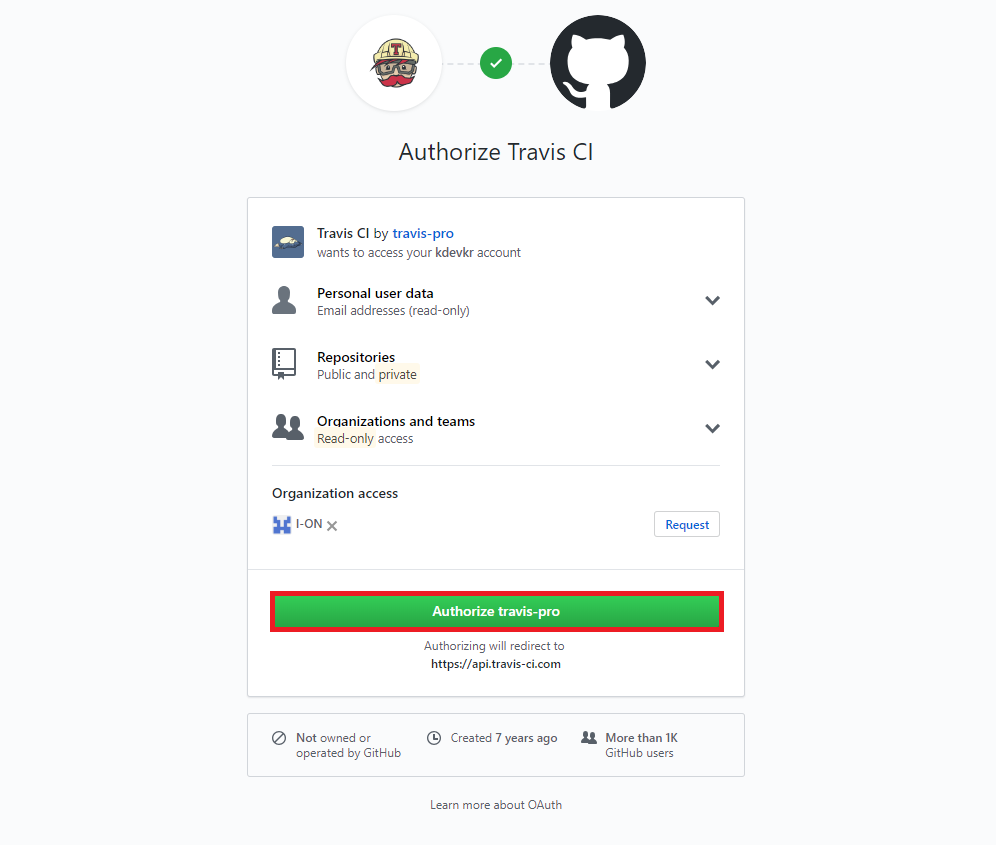 T
Authorize Travis CI
Travis CI by travis-pro
wants to access your kdevkr account
Personal user data
Email addresses (read-only)
Repositories
Public and private
Organizations and teams
Read-only access
Organization access
I-ON
Request
Authorize travis-pro
Authorizing will redirect to
https://api.travis-ci.com
Not owned or
operated by GitHub
Created 7 years ago
More than 1K
GitHub users
Learn more about OAuth